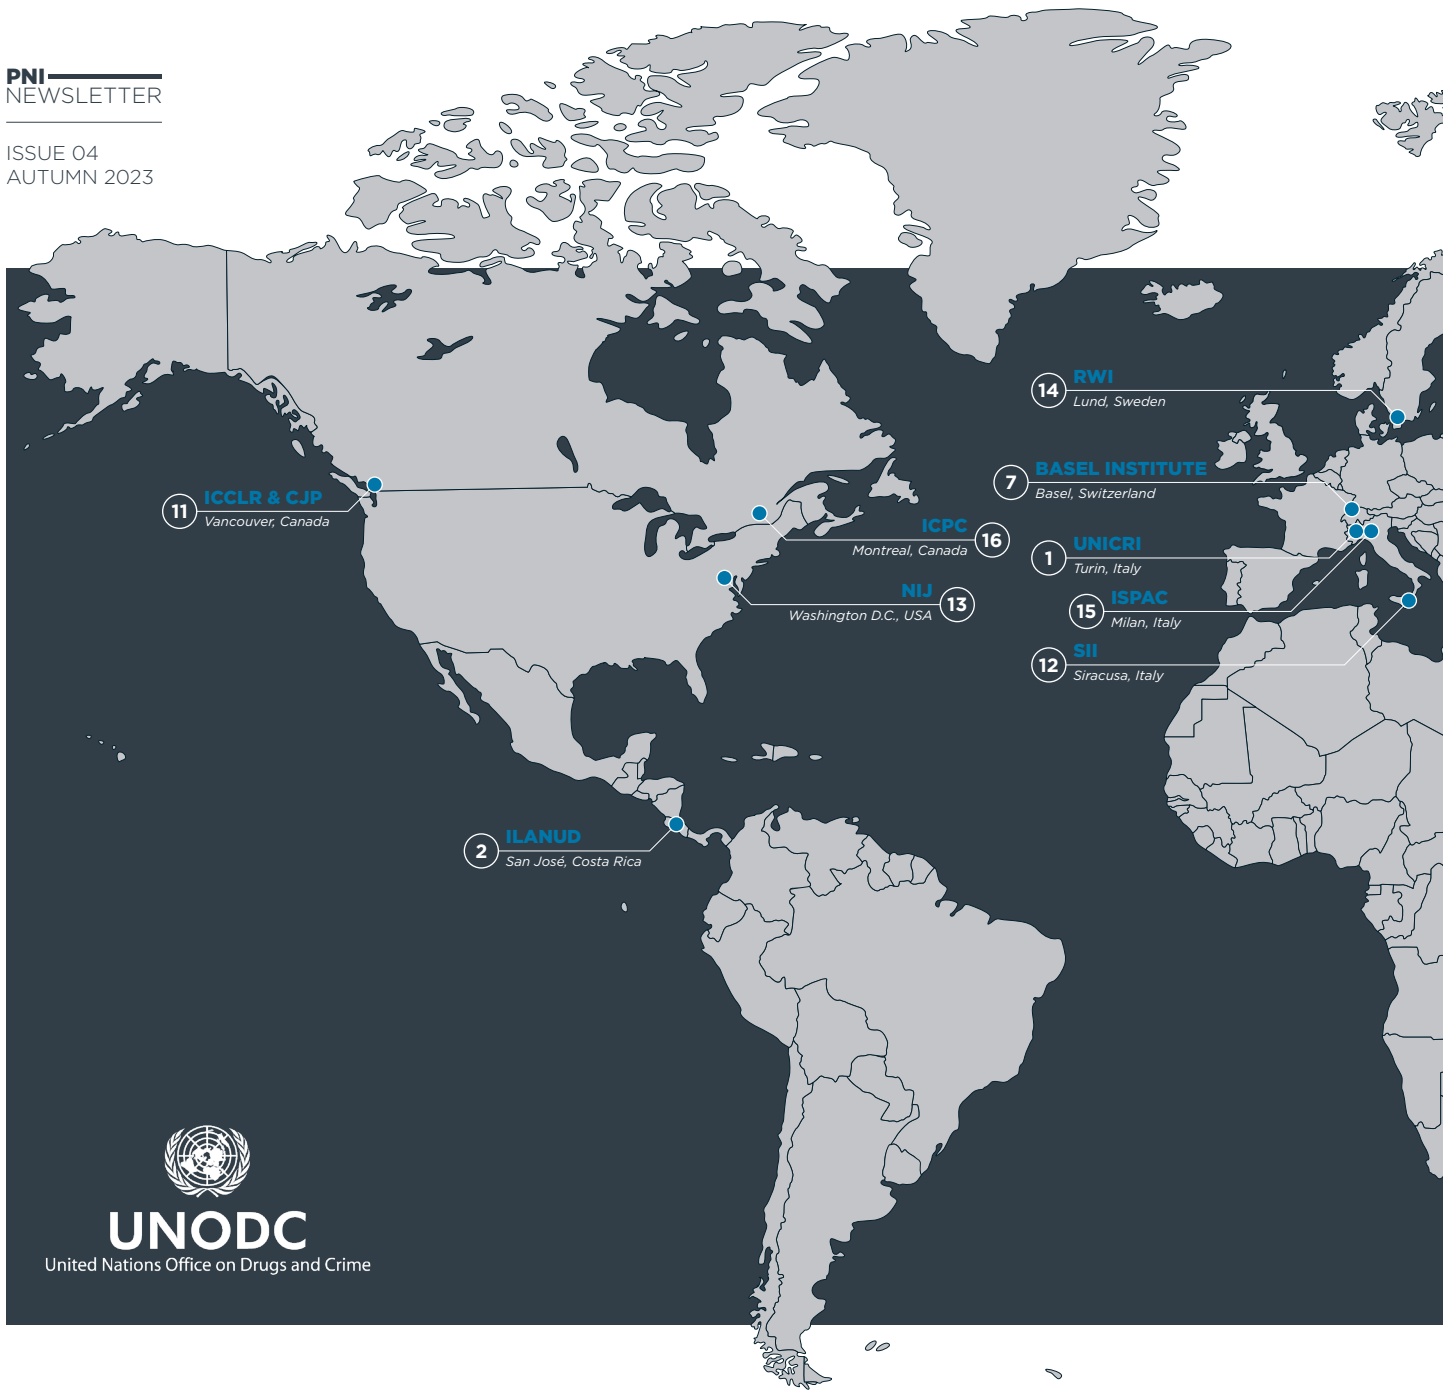 PNI
NEWSLETTER
ISSUE 04
AUTUMN 2023
14
RWI
Lund, Sweden
7
BASEL INSTITUTE
Basel, Switzerland
11
ICCLR & CJP
Vancouver, Canada
ICPC
Montreal, Canada
16
1
UNICRI
Turin, Italy
NIJ
Washington D.C., USA
13
15
ISPAC
Milan, Italy
12
SII
Siracusa, Italy
2
ILANUD
San José, Costa Rica
UNODC
United Nations Office on Drugs and Crime